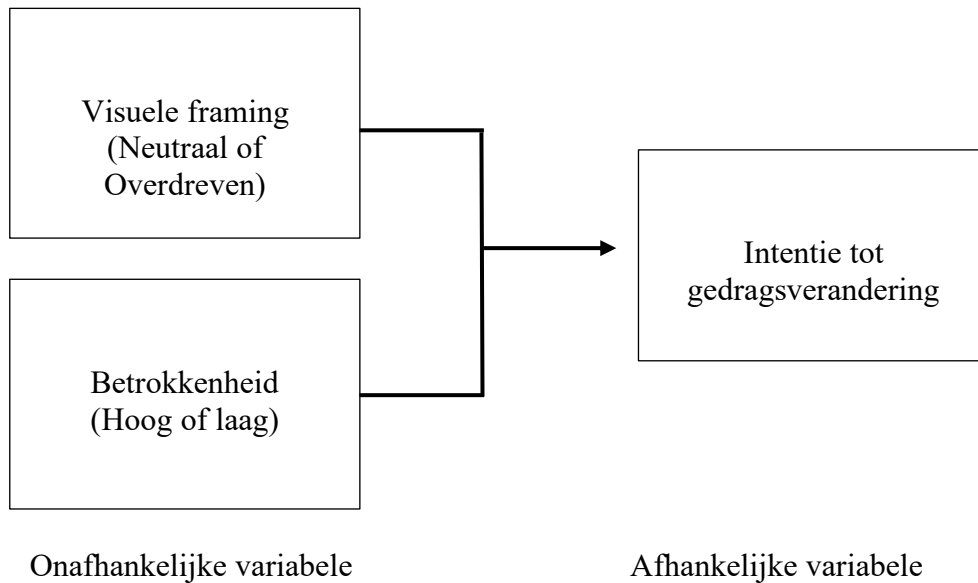 Visuele framing
(Neutraal of
Overdreven)
Betrokkenheid
(Hoog of laag)
Intentie tot
gedragsverandering
Onafhankelijke variabele
Afhankelijke variabele